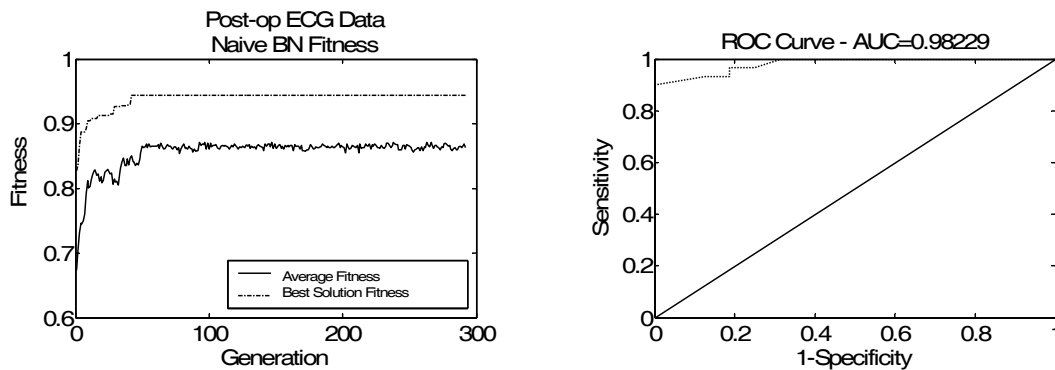 Post-op ECG Data
Naive BN Fitness
1
0.9
0.8
0.7
0.6
Fitness
Average Fitness
Best Solution Fitness
0
100
200
300
Generation
ROC Curve - AUC=0.98229
1
0.8
0.6
0.4
0.2
0
Sensitivity
0
0.2
0.4
0.6
0.8
1
1-Specificity